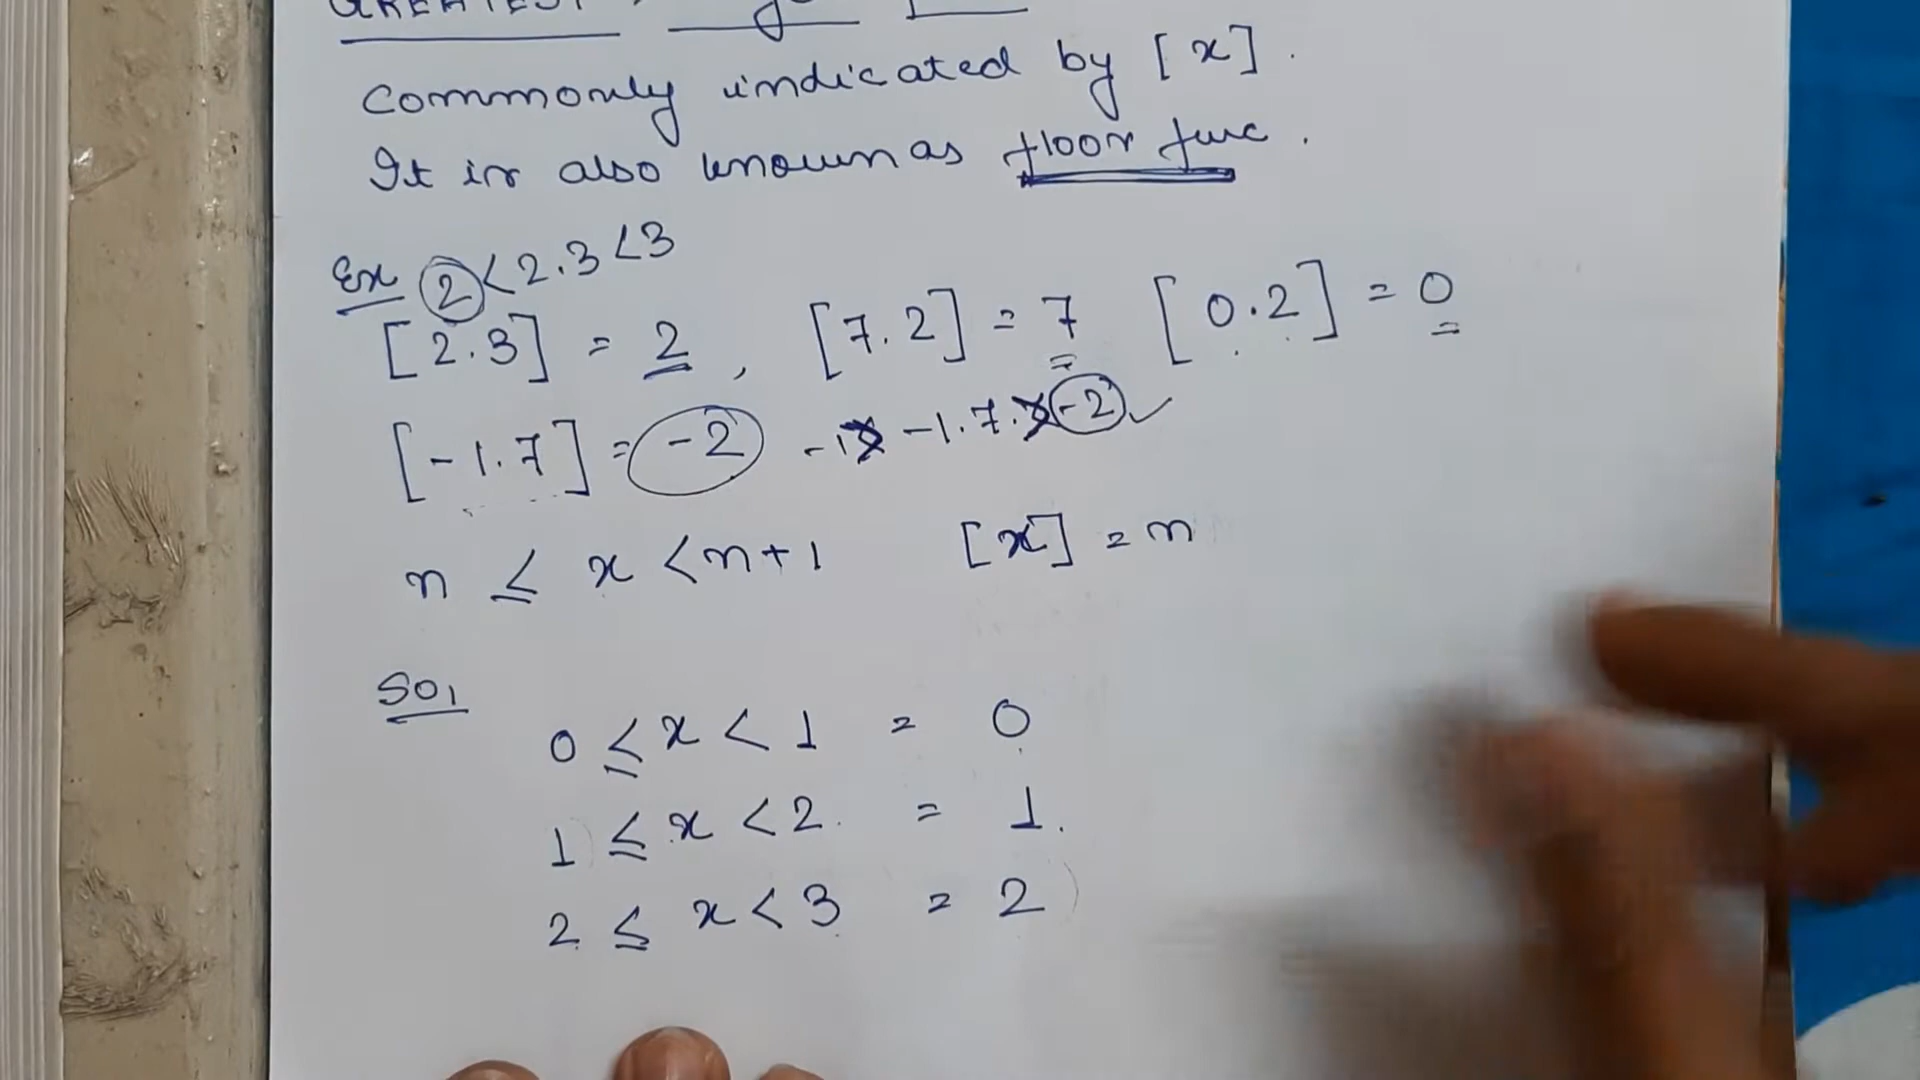 GREATEST
Commonly indicated by [x].
It is also known as floor func.
Ex 2 < 2.3 < 3
[2.3] = 2, [7.2] = 7 [0.2] = 0
[-1.7] = -2 -1 -1.7. -2 ✓
n ≤ x < n+1 [x] = n
Sol
0 ≤ x < 1 = 0
1 ≤ x < 2 = 1.
2 ≤ x < 3 = 2